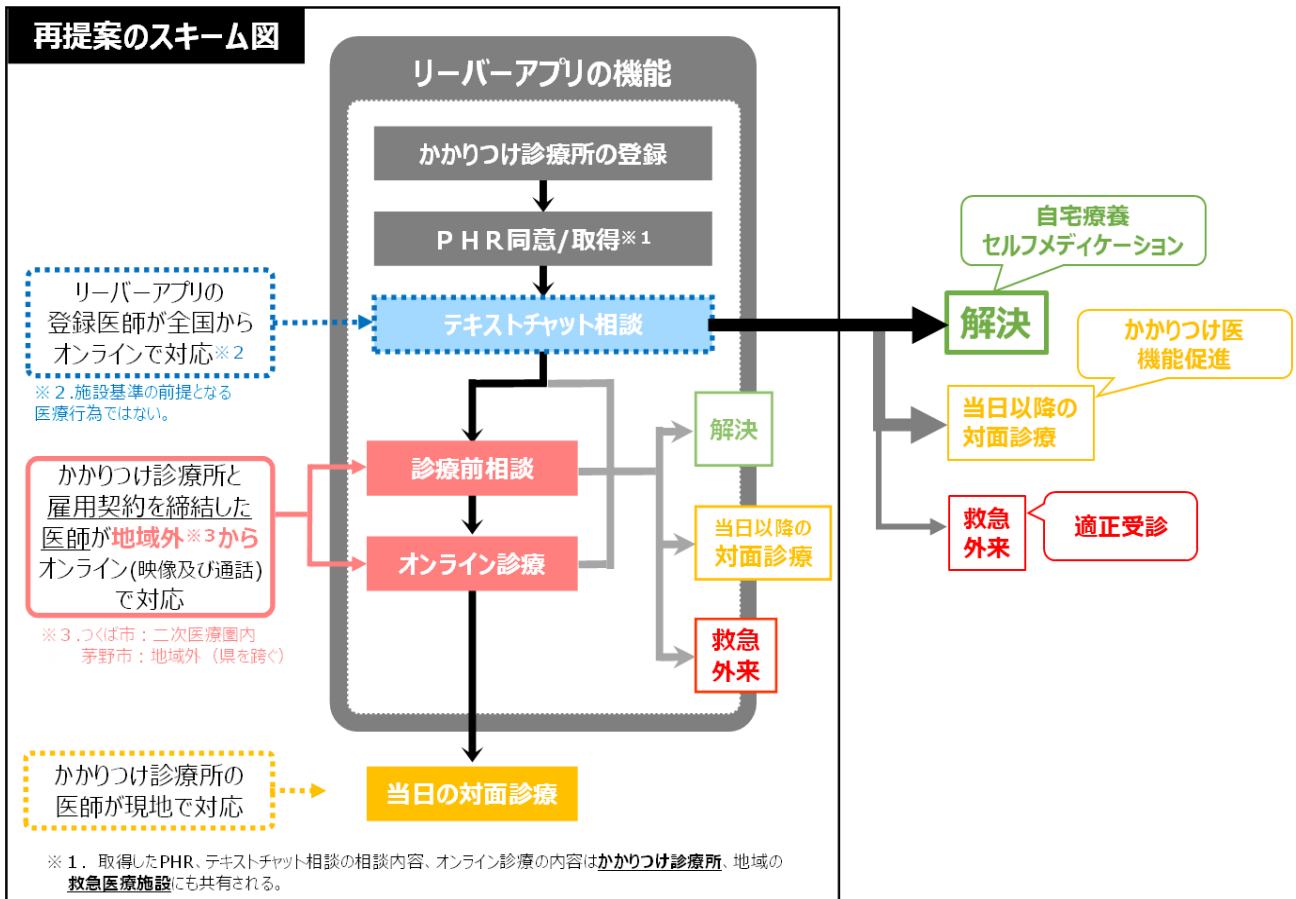 再提案のスキーム図
リーバーアプリの機能
かかりつけ診療所の登録
ＰＨＲ同意/取得※1
テキストチャット相談
リーバーアプリの
登録医師が全国から
オンラインで対応※2
※２.施設基準の前提となる
医療行為ではない。
診療前相談
オンライン診療
かかりつけ診療所と
雇用契約を締結した
医師が地域外※3から
オンライン(映像及び通話)
で対応
※３.つくば市：二次医療圏内
茅野市：地域外（県を跨ぐ）
解決
当日以降の
対面診療
救急
外来
かかりつけ診療所の
医師が現地で対応
当日の対面診療
※１．取得したPHR、テキストチャット相談の相談内容、オンライン診療の内容はかかりつけ診療所、地域の
救急医療施設にも共有される。
自宅療養
セルフメディケーション
解決
かかりつけ医
機能促進
当日以降の
対面診療
救急
外来
適正受診